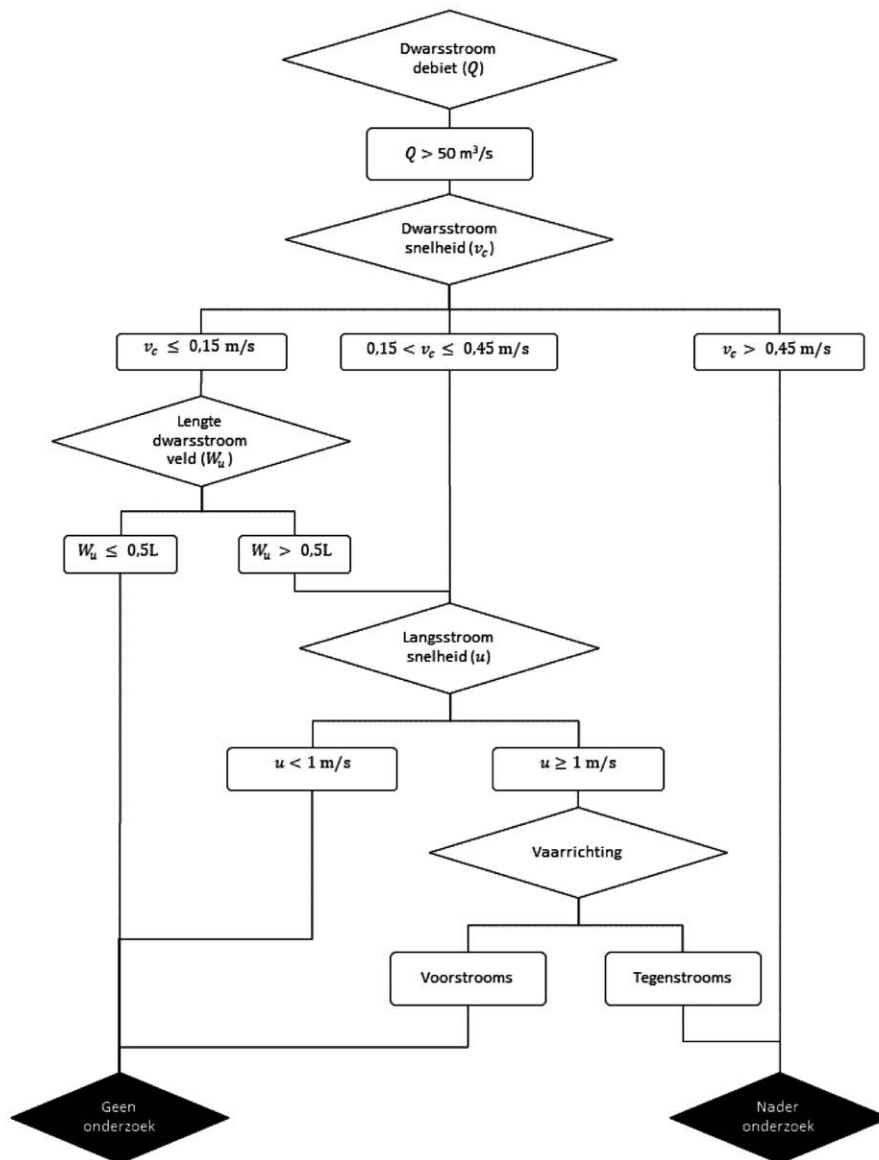 Dwarsstroom
debiet (Q)
Q > 50 m³/s
Dwarsstroom
snelheid (v_c)
v_c ≤ 0,15 m/s
0,15 < v_c ≤ 0,45 m/s
v_c > 0,45 m/s
Lengte
dwarsstroom
veld (W_u)
W_u ≤ 0,5L
W_u > 0,5L
Langsstroom
snelheid (u)
u < 1 m/s
u ≥ 1 m/s
Vaarrichting
Voorstrooms
Tegenstrooms
Geen
onderzoek
Nader
onderzoek